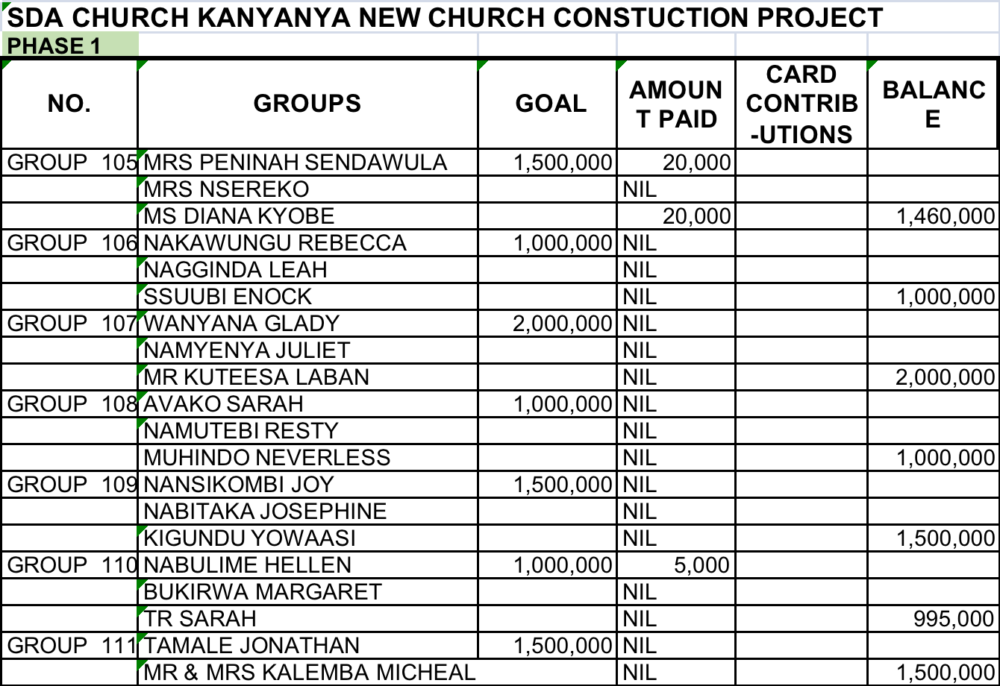 SDA CHURCH KANYANYA NEW CHURCH CONSTUCTION PROJECT
PHASE 1
NO. GROUPS GOAL AMOUN T PAID CARD CONTRIB -UTIONS BALANC E
GROUP 105 MRS PENINAH SENDAWULA 1,500,000 20,000
MRS NSEREKO NIL
MS DIANA KYOBE 20,000 1,460,000
GROUP 106 NAKAWUNGU REBECCA 1,000,000 NIL
NAGGINDA LEAH NIL
SSUUBI ENOCK NIL 1,000,000
GROUP 107 WANYANA GLADY 2,000,000 NIL
NAMYENYA JULIET NIL
MR KUTEESA LABAN NIL 2,000,000
GROUP 108 AVAKO SARAH 1,000,000 NIL
NAMUTEBI RESTY NIL
MUHINDO NEVERLESS NIL 1,000,000
GROUP 109 NANSIKOMBI JOY 1,500,000 NIL
NABITAKA JOSEPHINE NIL
KIGUNDU YOWAASI NIL 1,500,000
GROUP 110 NABULIME HELLEN 1,000,000 5,000
BUKIRWA MARGARET NIL
TR SARAH NIL 995,000
GROUP 111 TAMALE JONATHAN 1,500,000 NIL
MR & MRS KALEMBA MICHEAL NIL 1,500,000